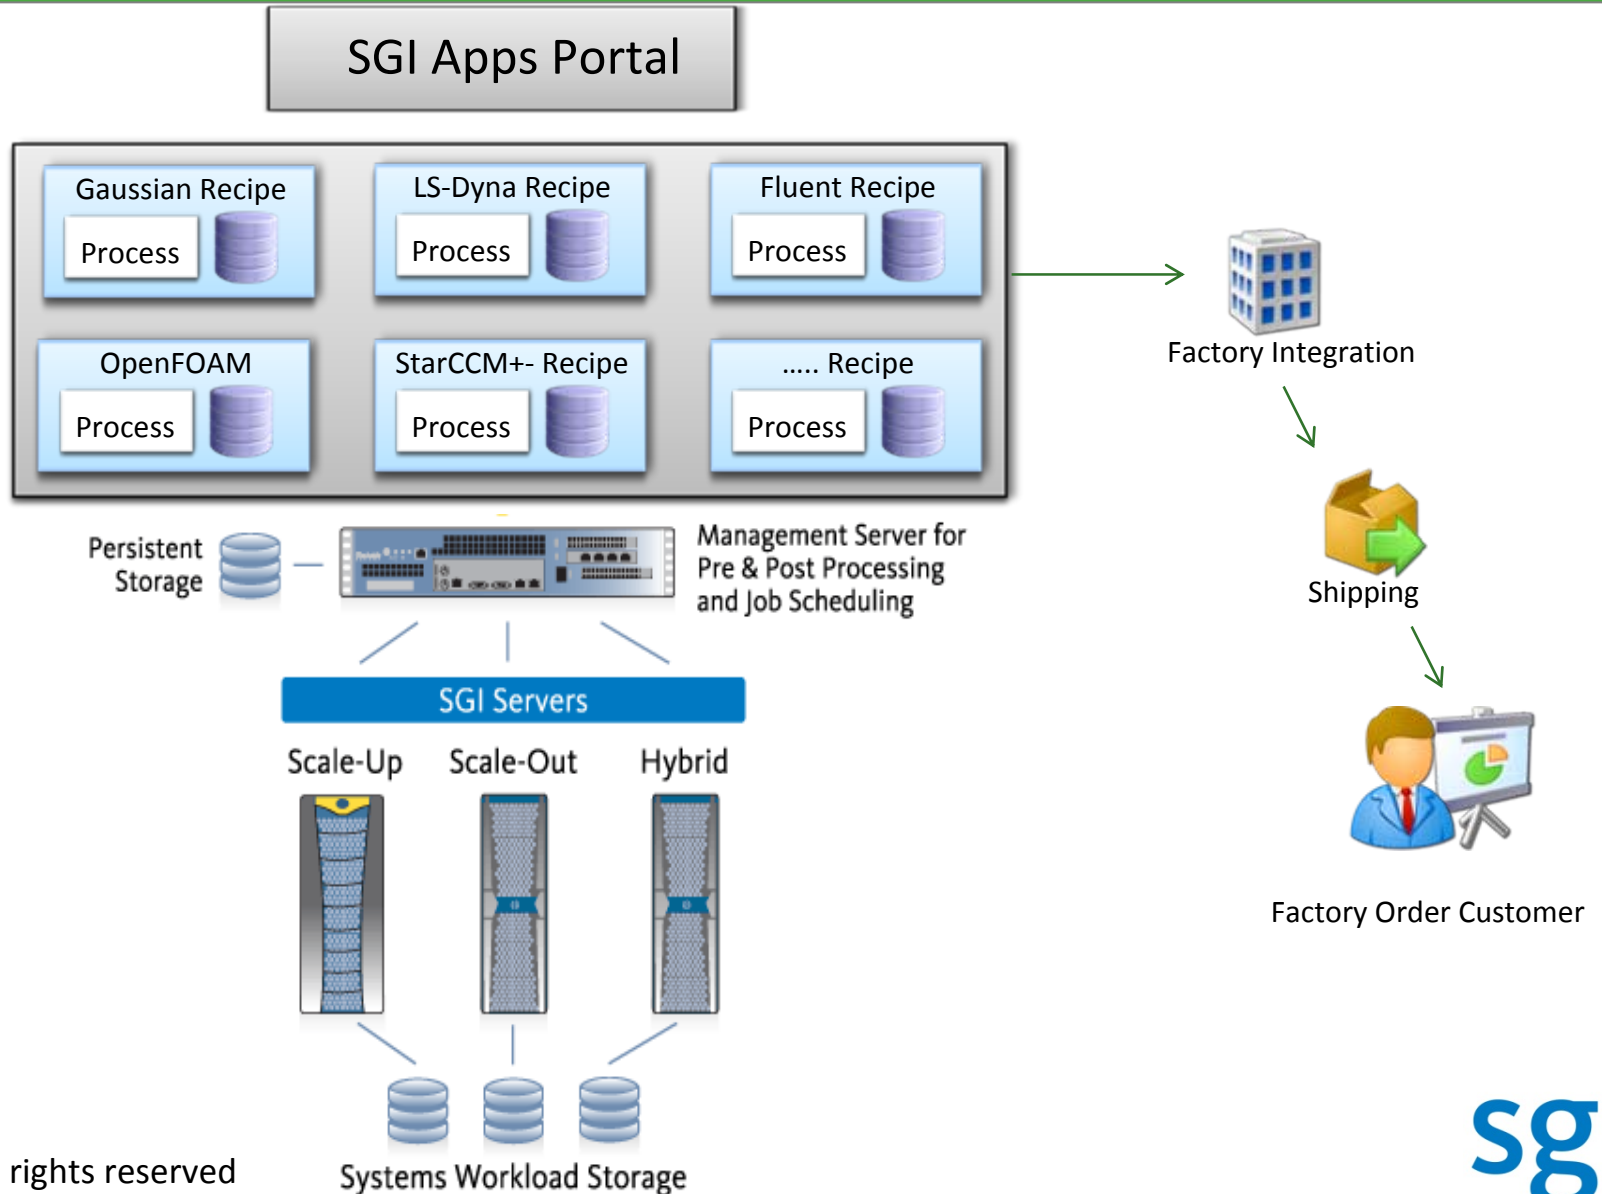 SGI Apps Portal
Gaussian Recipe
Process
LS-Dyna Recipe
Process
Fluent Recipe
Process
OpenFOAM
Process
StarCCM+- Recipe
Process
..... Recipe
Process
Factory Integration
Shipping
Factory Order Customer
Persistent
Storage
Management Server for
Pre & Post Processing
and Job Scheduling
SGI Servers
Scale-Up
Scale-Out
Hybrid
Systems Workload Storage
rights reserved
sg